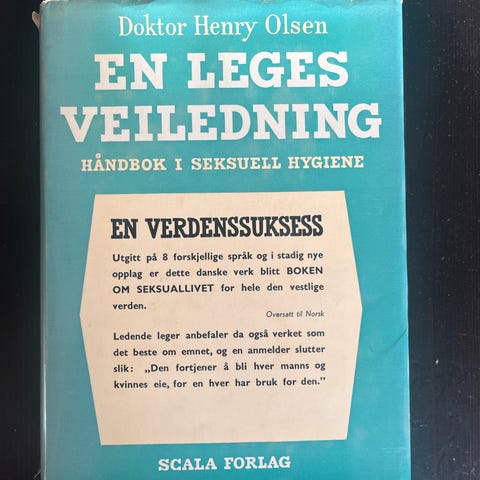 Doktor Henry Olsen
EN LEGES
VEILEDNING
HÅNDBOK I SEKSUELL HYGIENE
EN VERDENSSUKSESS
Utgitt på 8 forskjellige språk og i stadig nye
opplag er dette danske verk blitt BOKEN
OM SEKSUALLIVET for hele den vestlige
verden.
Oversatt til Norsk
Ledende leger anbefaler da også verket som
det beste om emnet, og en anmelder slutter
slik: „Den fortjener å bli hver manns og
kvinnes eie, for en hver har bruk for den."
SCALA FORLAG